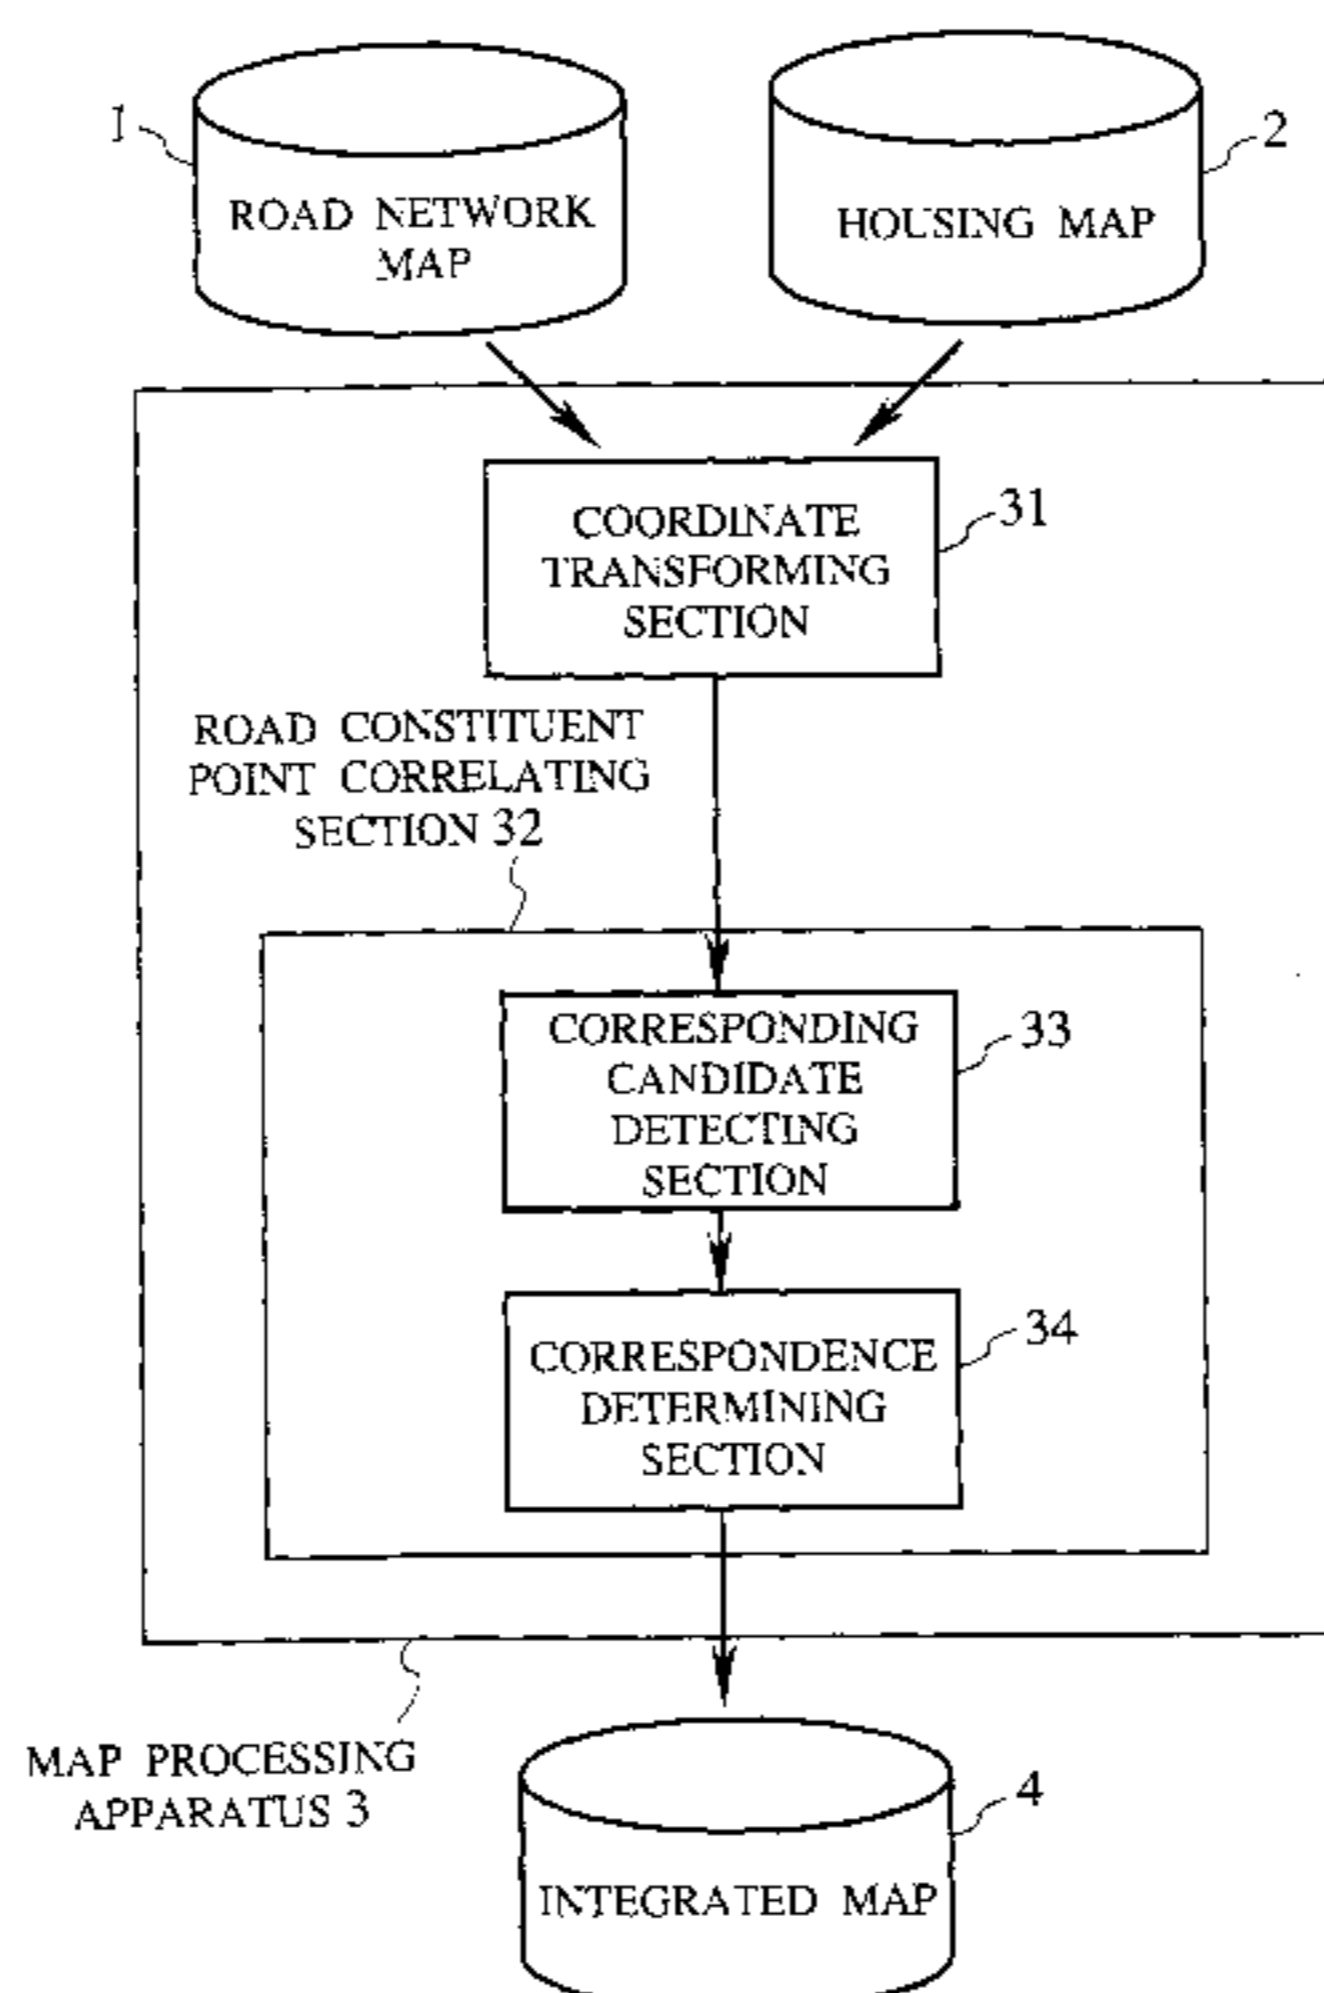 1
ROAD NETWORK
MAP
2
HOUSING MAP
COORDINATE
TRANSFORMING
SECTION
31
ROAD CONSTITUENT
POINT CORRELATING
SECTION 32
CORRESPONDING
CANDIDATE
DETECTING
SECTION
33
CORRESPONDENCE
DETERMINING
SECTION
34
MAP PROCESSING
APPARATUS 3
4
INTEGRATED MAP